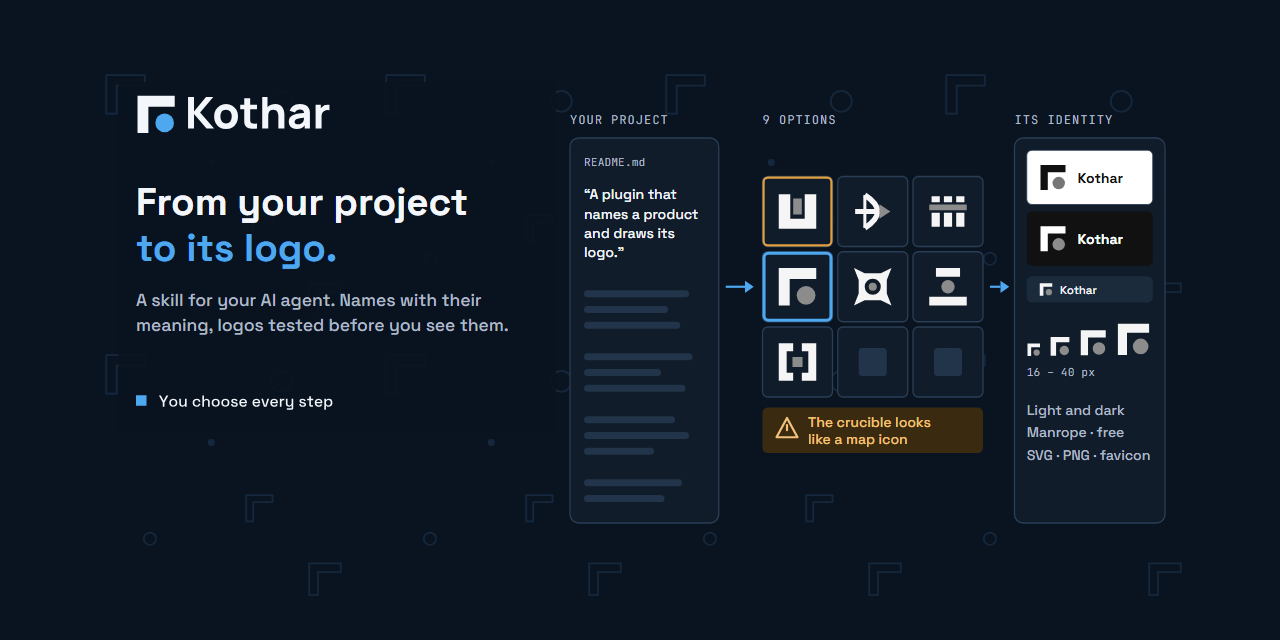 Kothar
From your project
to its logo.
A skill for your AI agent. Names with their
meaning, logos tested before you see them.
You choose every step
YOUR PROJECT
README.md
“A plugin that
names a product
and draws its
logo.”
9 OPTIONS
The crucible looks
like a map icon
ITS IDENTITY
Kothar
Kothar
Kothar
16 – 40 px
Light and dark
Manrope · free
SVG · PNG · favicon